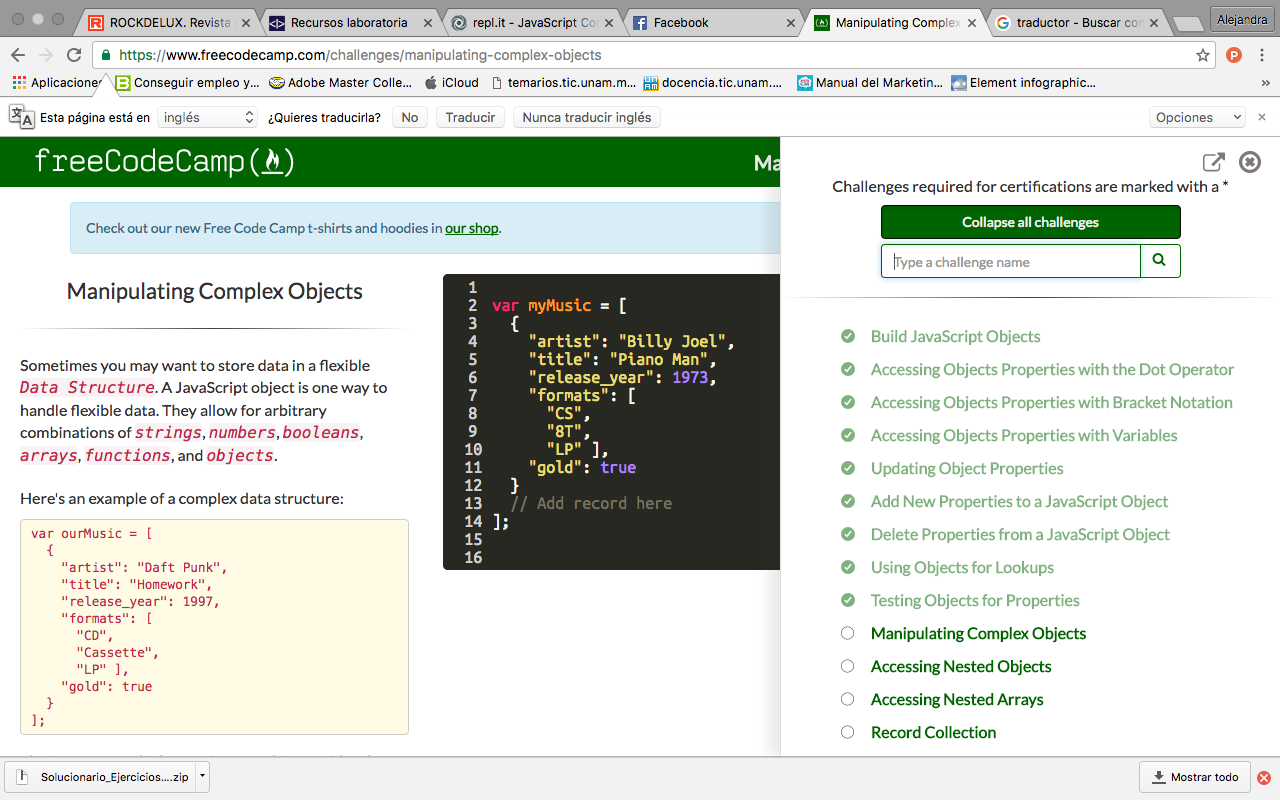 ROCKDELUX. Revista
Recursos laboratoria
repl.it - JavaScript Co
Facebook
Manipulating Complex
traductor - Buscar con
Alejandra
https://www.freecodecamp.com/challenges/manipulating-complex-objects
Aplicaciones
Conseguir empleo y...
Adobe Master Colle...
iCloud
temarios.tic.unam.m...
docencia.tic.unam....
Manual del Marketin...
Element infographic...
»
Esta página está en
inglés
¿Quieres traducirla?
No
Traducir
Nunca traducir inglés
Opciones
freeCodeCamp( )
Ma
Check out our new Free Code Camp t-shirts and hoodies in our shop.
Manipulating Complex Objects
Sometimes you may want to store data in a flexible
Data Structure. A JavaScript object is one way to
handle flexible data. They allow for arbitrary
combinations of strings, numbers, booleans,
arrays, functions, and objects.
Here's an example of a complex data structure:
var ourMusic = [
{
"artist": "Daft Punk",
"title": "Homework",
"release_year": 1997,
"formats": [
"CD",
"Cassette",
"LP" ],
"gold": true
}
];
1
2 var myMusic = [
3 {
4 "artist": "Billy Joel",
5 "title": "Piano Man",
6 "release_year": 1973,
7 "formats": [
8 "CS",
9 "8T",
10 "LP" ],
11 "gold": true
12 }
13 // Add record here
14 ];
15
16
Challenges required for certifications are marked with a *
Collapse all challenges
Type a challenge name
Build JavaScript Objects
Accessing Objects Properties with the Dot Operator
Accessing Objects Properties with Bracket Notation
Accessing Objects Properties with Variables
Updating Object Properties
Add New Properties to a JavaScript Object
Delete Properties from a JavaScript Object
Using Objects for Lookups
Testing Objects for Properties
Manipulating Complex Objects
Accessing Nested Objects
Accessing Nested Arrays
Record Collection
Solucionario_Ejercicios....zip
Mostrar todo